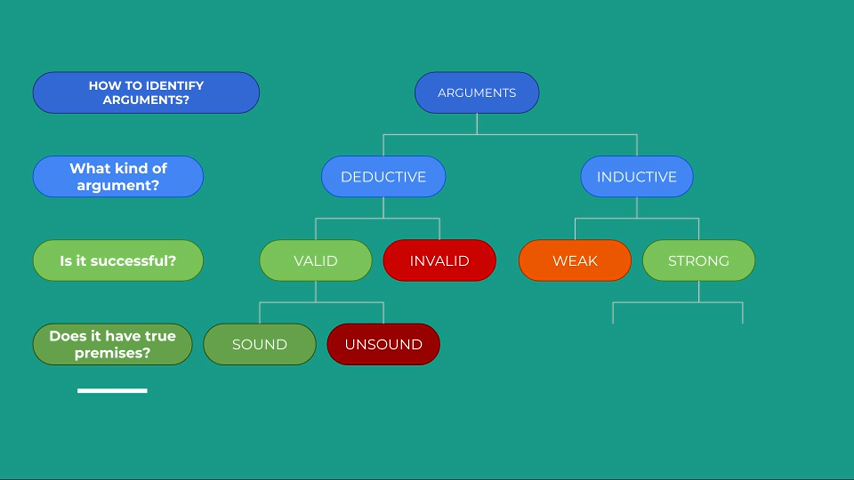 HOW TO IDENTIFY
ARGUMENTS?
ARGUMENTS
What kind of
argument?
DEDUCTIVE
INDUCTIVE
Is it successful?
VALID
INVALID
WEAK
STRONG
Does it have true
premises?
SOUND
UNSOUND